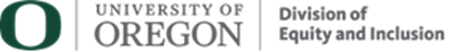 O
UNIVERSITY OF
OREGON
Division of
Equity and Inclusion